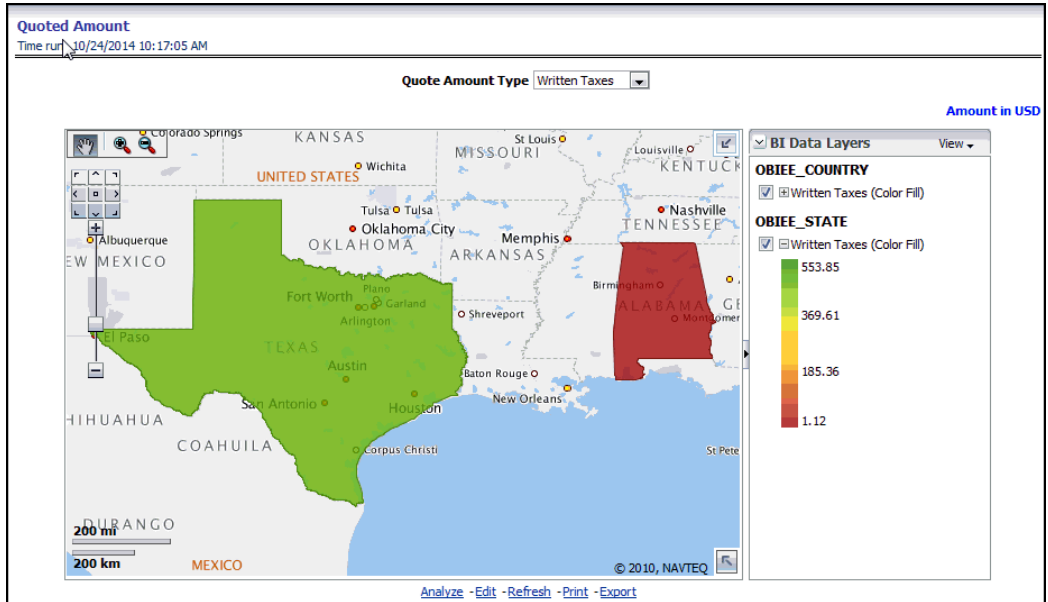 Quoted Amount
Time run: 10/24/2014 10:17:05 AM
Quote Amount Type Written Taxes
Amount in USD
Colorado Springs
KANSAS
St Louis
MISSOURI
Louisville
KENTUCK
Wichita
UNITED STATES
Tulsa Tulsa
Nashville
Oklahoma City
TENNESSEE
Memphis
OKLAHOMA
ARKANSAS
Albuquerque
EW MEXICO
Birmingham
Plano
Fort Worth
Garland
ALABAMA
GE
Arlington
Shreveport
Montgomer
El Paso
TEXAS
Austin
Baton Rouge
New Orleans
San Antonio
Houston
HIHUAHUA
COAHUILA
Corpus Christi
St Pete
DURANGO
200 mi
200 km
MEXICO
© 2010, NAVTEQ
BI Data Layers View
OBIEE_COUNTRY
Written Taxes (Color Fill)
OBIEE_STATE
Written Taxes (Color Fill)
553.85
369.61
185.36
1.12
Analyze - Edit - Refresh - Print - Export